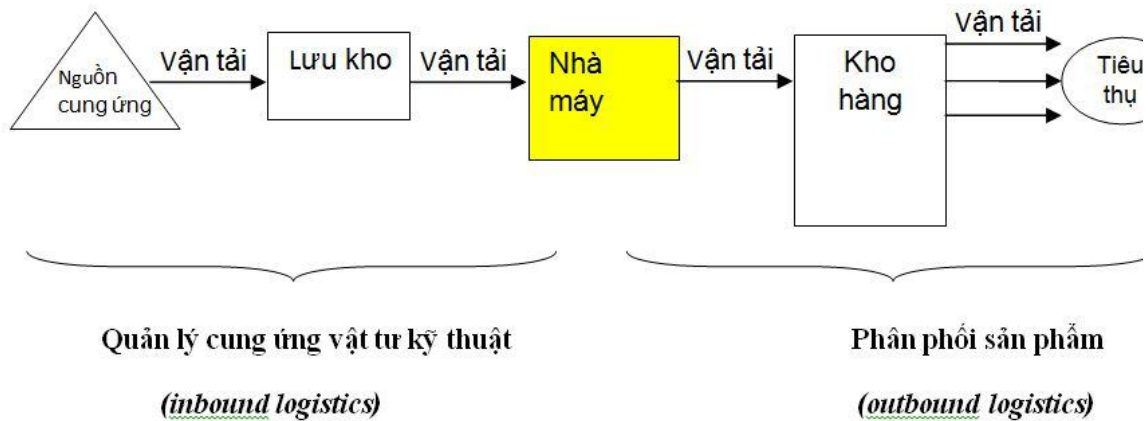 Nguồn
cung ứng
Vận tải
Lưu kho
Vận tải
Nhà
máy
Vận tải
Kho
hàng
Vận tải
Tiêu
thụ
Quản lý cung ứng vật tư kỹ thuật
(inbound logistics)
Phân phối sản phẩm
(outbound logistics)